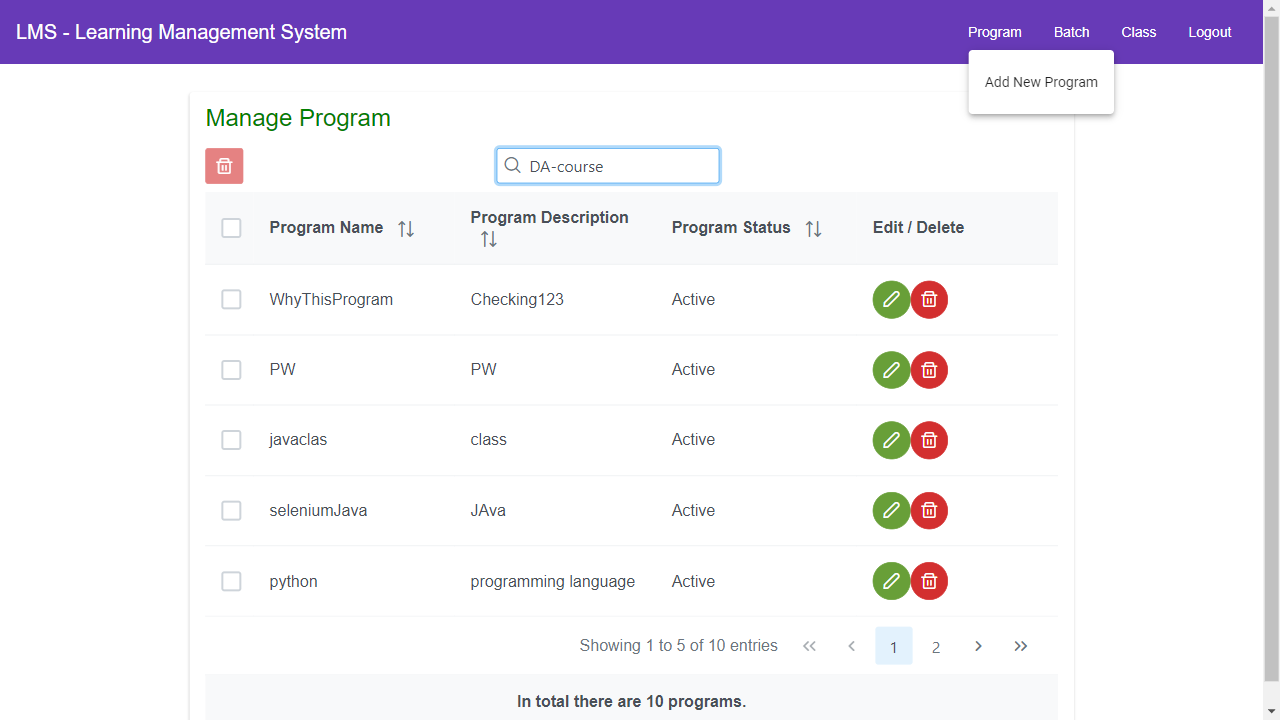 LMS - Learning Management System
Program Batch Class Logout
Add New Program
Manage Program
DA-course
Program Name Program Description Program Status Edit / Delete
WhyThisProgram Checking123 Active
PW PW Active
javaclas class Active
seleniumJava JAva Active
python programming language Active
Showing 1 to 5 of 10 entries 1 2
In total there are 10 programs.